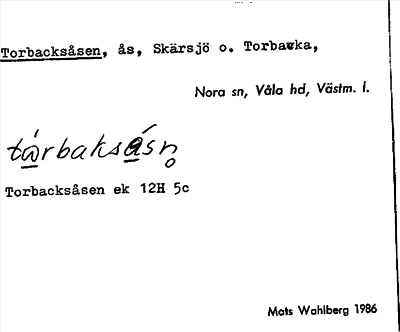 Torbacksåsen, ås, Skärsjö o. Torbacka,
Nora sn, Våla hd, Västm. l.
Torbacksåsen ek 12H 5c
Mats Wahlberg 1986